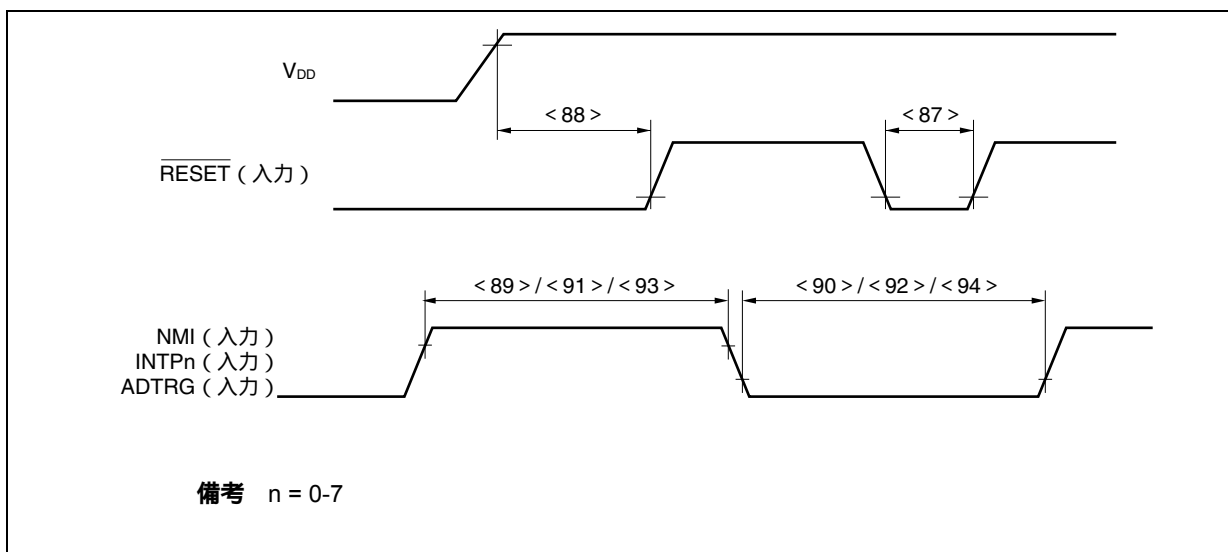 VDD
< 88 >
< 87 >
RESET（入力）
< 89 > / < 91 > / < 93 >
< 90 > / < 92 > / < 94 >
NMI（入力）
INTPn（入力）
ADTRG（入力）
備考 n = 0-7